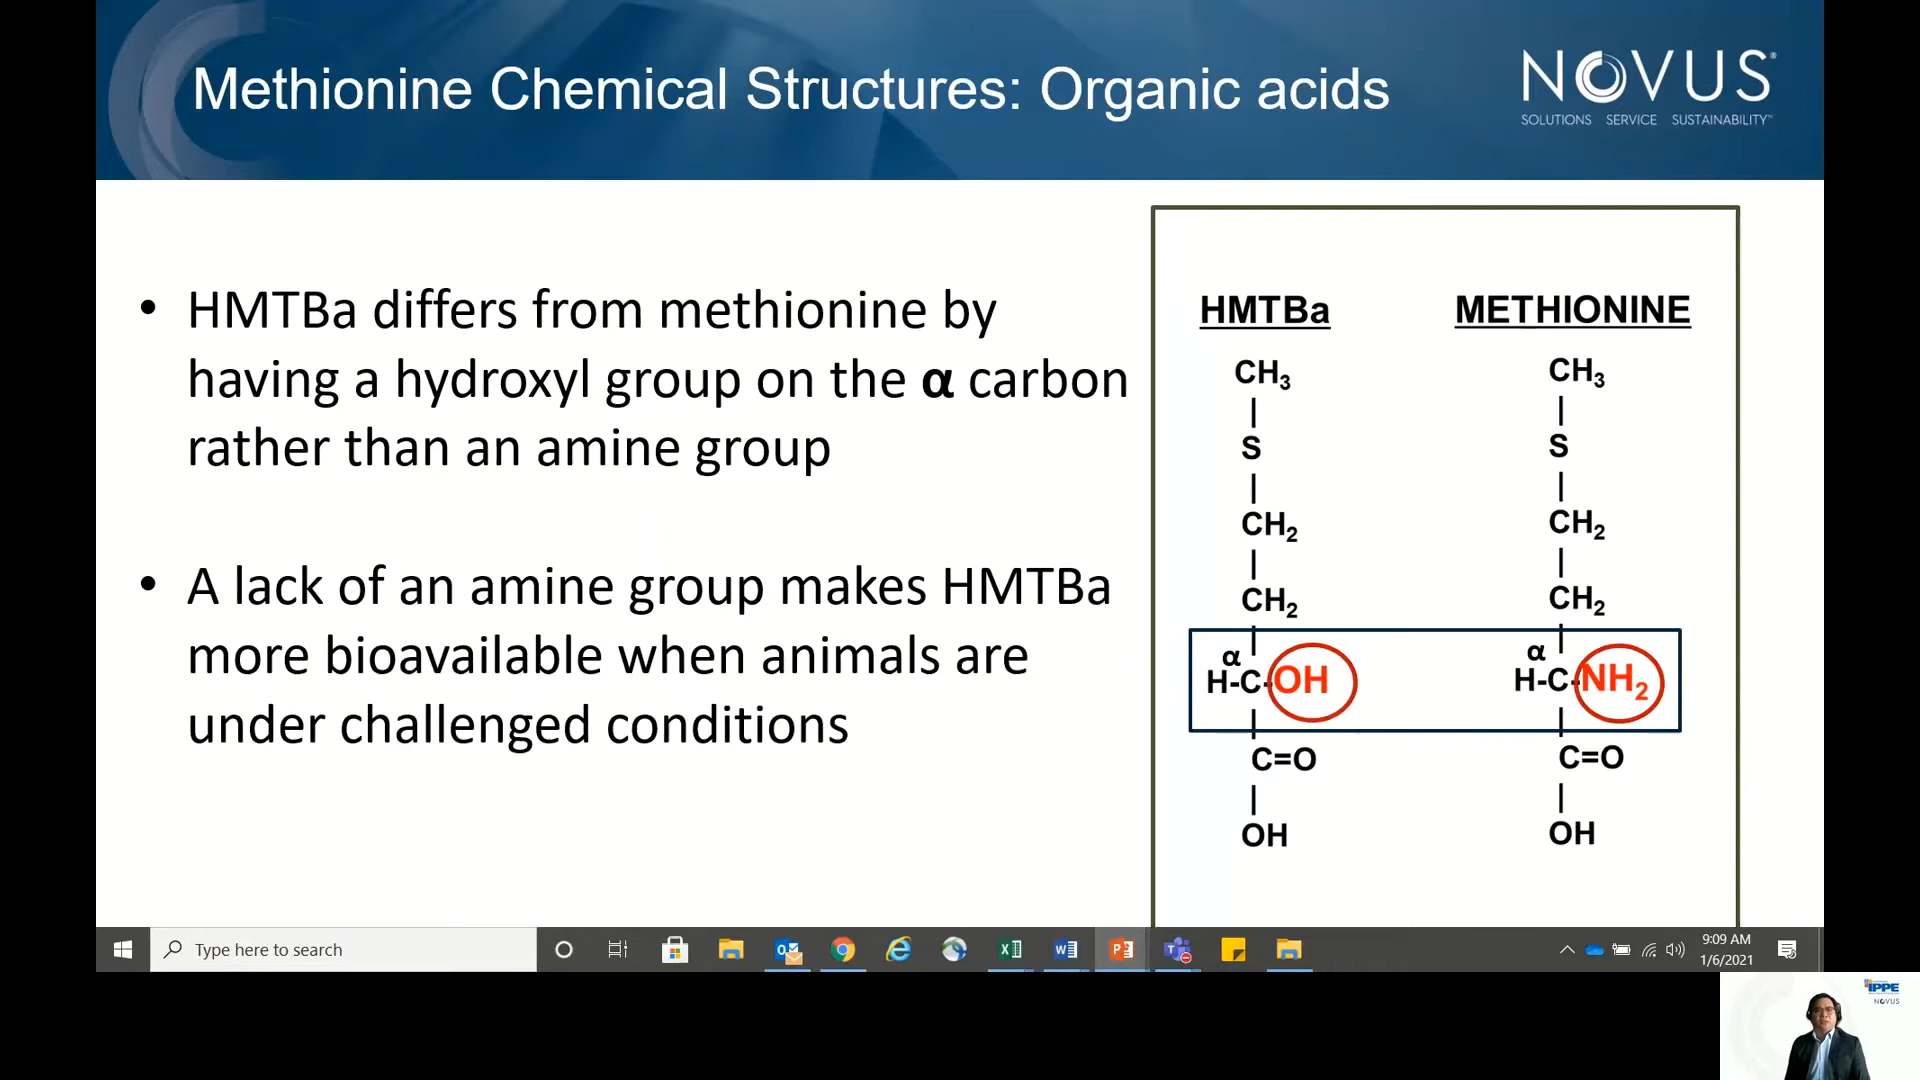 Methionine Chemical Structures: Organic acids
NOVUS
SOLUTIONS SERVICE SUSTAINABILITY™
• HMTBa differs from methionine by
having a hydroxyl group on the α carbon
rather than an amine group
• A lack of an amine group makes HMTBa
more bioavailable when animals are
under challenged conditions
HMTBa
CH₃
S
CH₂
CH₂
α
H-C-OH
C=O
OH
METHIONINE
CH₃
S
CH₂
CH₂
α
H-C-NH₂
C=O
OH
Type here to search
9:09 AM
1/6/2021
IPPE
NOVUS